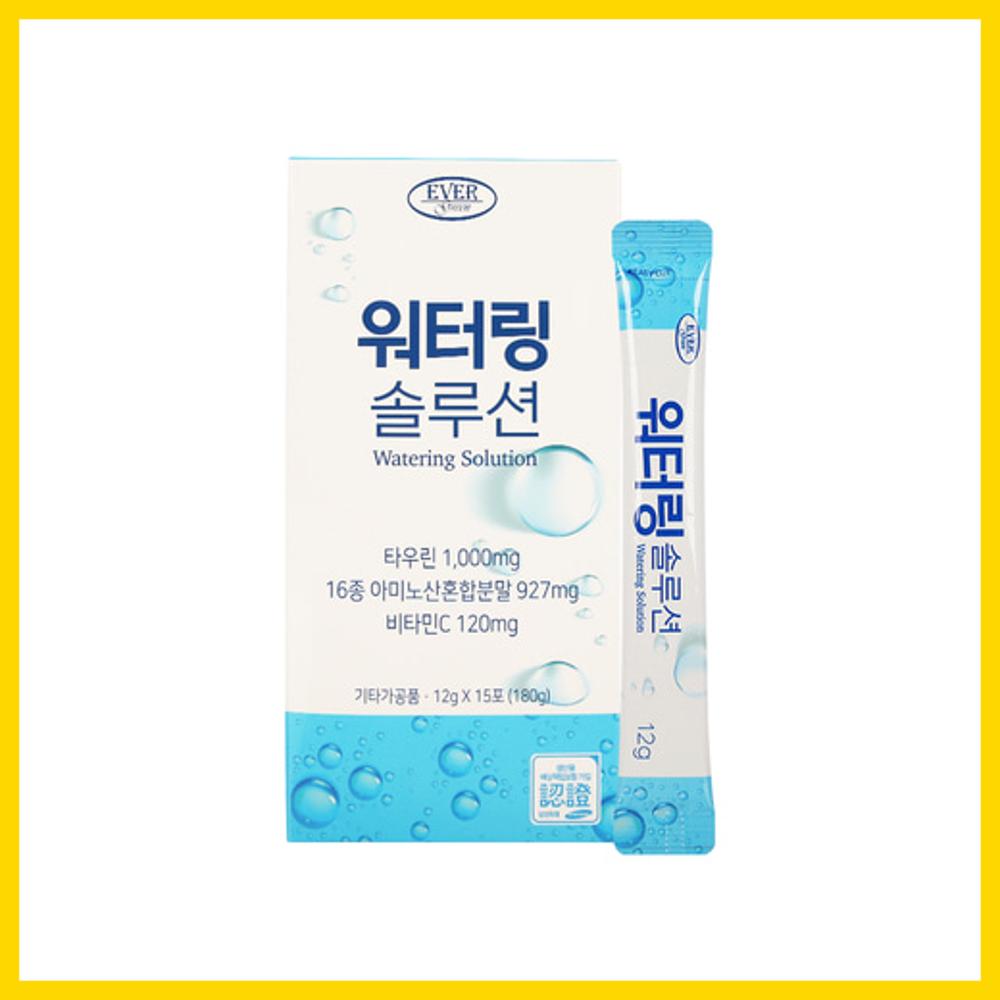 EVER
워터링
솔루션
Watering Solution
타우린 1,000mg
16종 아미노산혼합분말 927mg
비타민C 120mg
기타가공품 · 12g X 15포 (180g)
認證
EASY CUT
EVER
워터링 솔루션
Watering Solution
12g